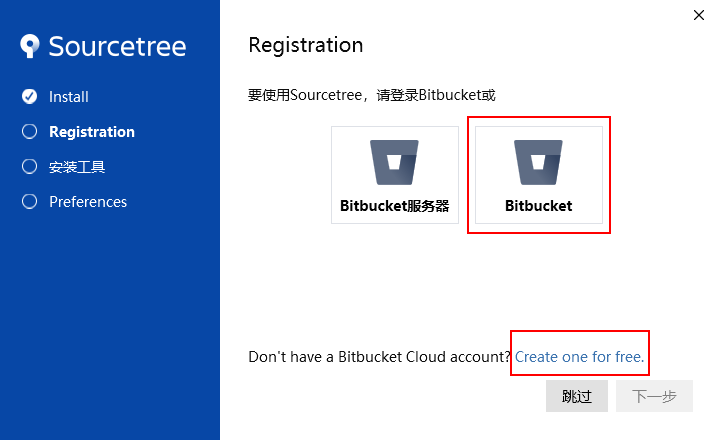 Sourcetree
Install
Registration
安装工具
Preferences
Registration
要使用Sourcetree，请登录Bitbucket或
Bitbucket服务器
Bitbucket
Don't have a Bitbucket Cloud account? Create one for free.
跳过
下一步